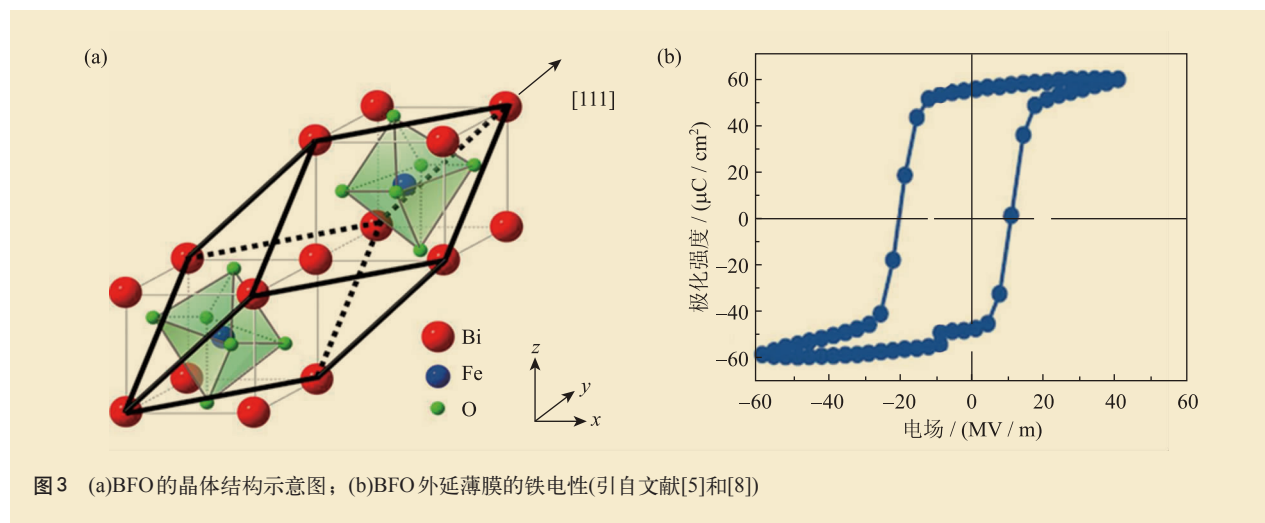 (a)
[111]
Bi
Fe
O
z
y
x
(b)
极化强度 / (μC / cm²)
60
40
20
0
−20
−40
−60
−60
−40
−20
0
20
40
60
电场 / (MV / m)
图3 (a)BFO的晶体结构示意图；(b)BFO外延薄膜的铁电性(引自文献[5]和[8])